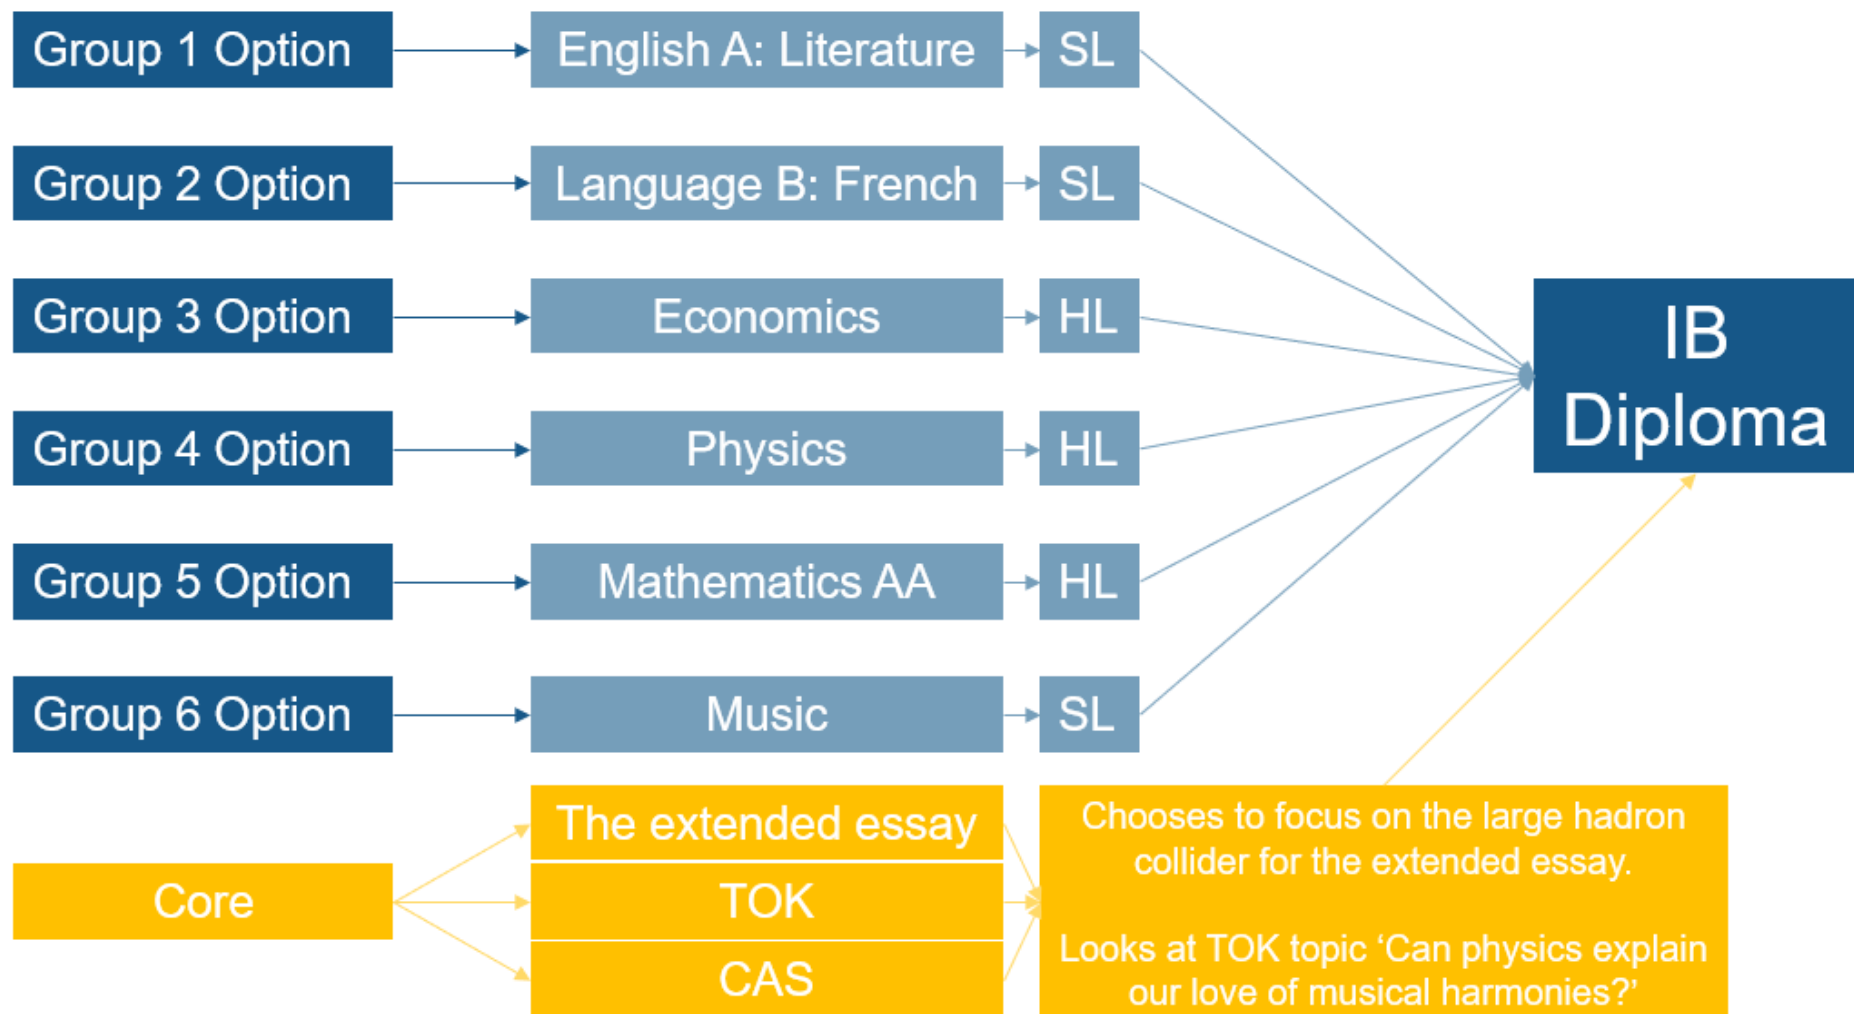 Group 1 Option
English A: Literature
SL
Group 2 Option
Language B: French
SL
Group 3 Option
Economics
HL
Group 4 Option
Physics
HL
Group 5 Option
Mathematics AA
HL
Group 6 Option
Music
SL
IB
Diploma
Core
The extended essay
TOK
CAS
Chooses to focus on the large hadron
collider for the extended essay.
Looks at TOK topic ‘Can physics explain
our love of musical harmonies?’